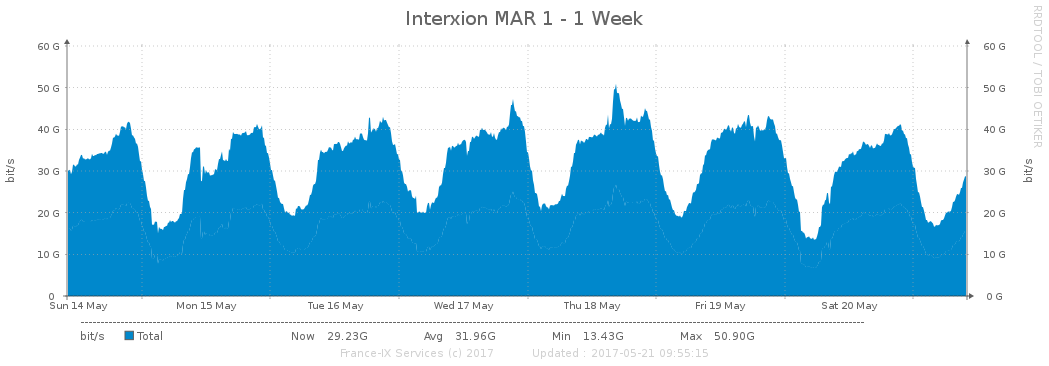 Interxion MAR 1 - 1 Week
RRDTOOL / TOBI OETIKER
bit/s
60 G
50 G
40 G
30 G
20 G
10 G
0
60 G
50 G
40 G
30 G
20 G
10 G
0 G
bit/s
Sun 14 May Mon 15 May Tue 16 May Wed 17 May Thu 18 May Fri 19 May Sat 20 May
bit/s Total Now 29.23G Avg 31.96G Min 13.43G Max 50.90G
France-IX Services (c) 2017 Updated : 2017-05-21 09:55:15